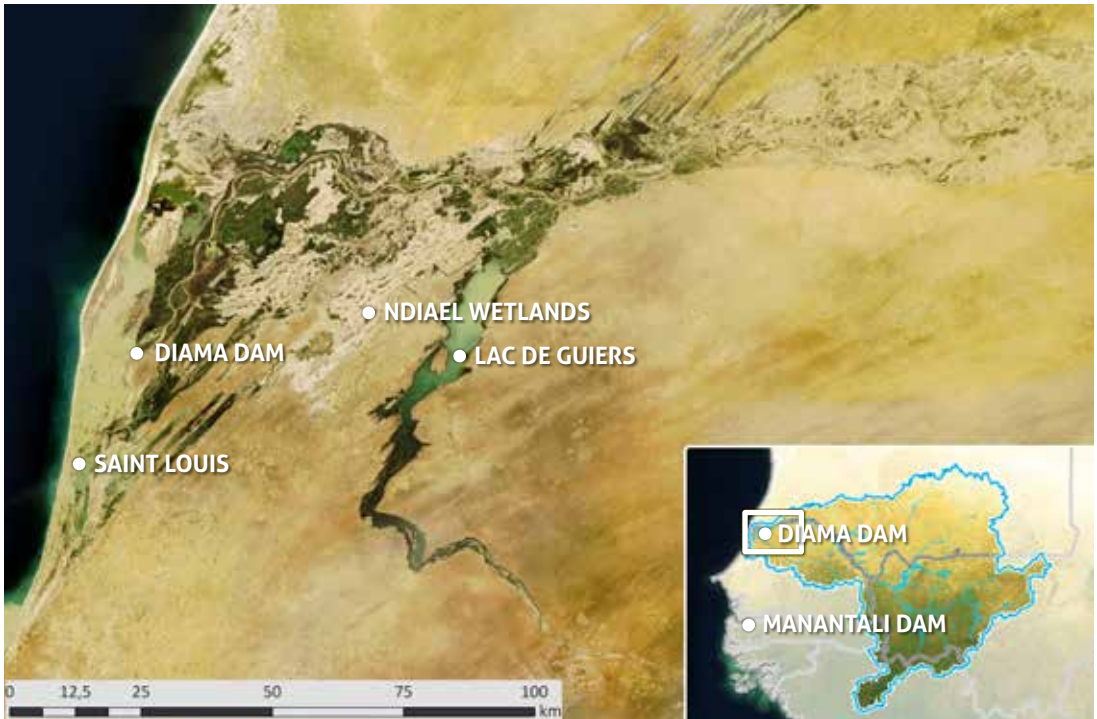 NDIAEL WETLANDS
DIAMA DAM
LAC DE GUIERS
SAINT LOUIS
DIAMA DAM
MANANTALI DAM
0 12,5 25 50 75 100
km